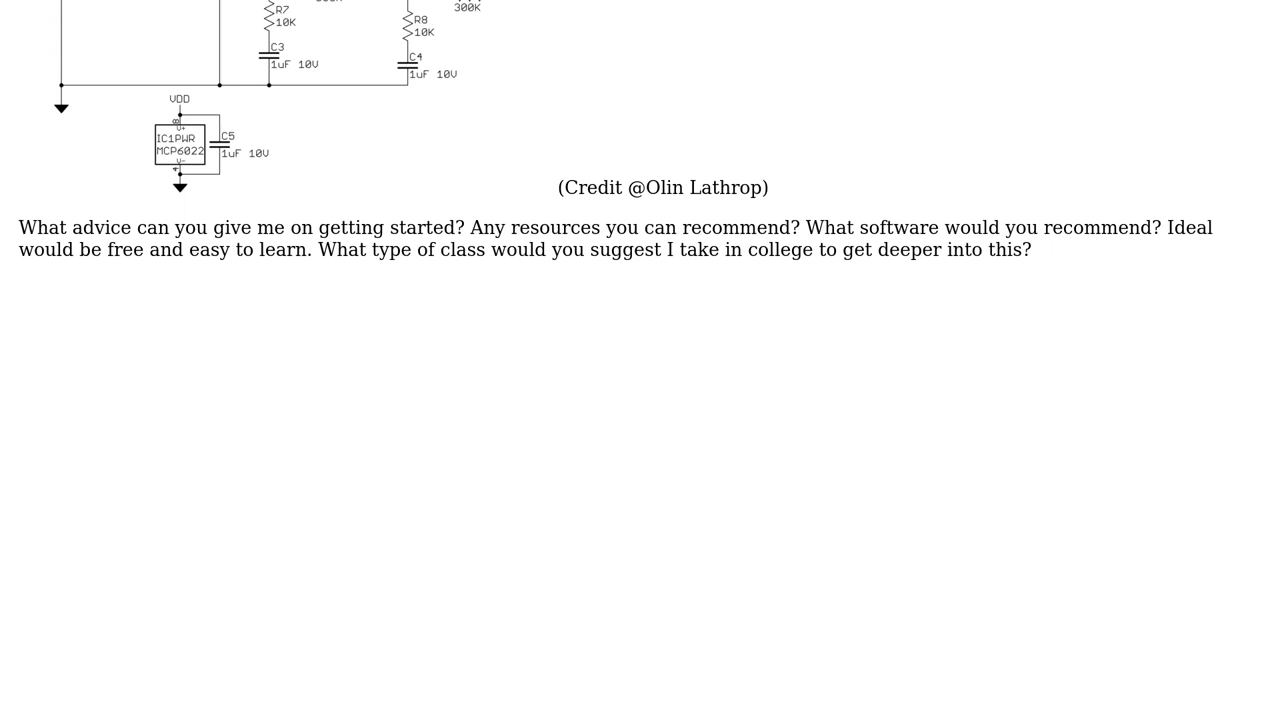 R7
10K
300K
R8
10K
C3
1uF 10V
C4
1uF 10V
VDD
8
V+
IC1PWR
MCP6022
V-
4
C5
1uF 10V
(Credit @Olin Lathrop)
What advice can you give me on getting started? Any resources you can recommend? What software would you recommend? Ideal
would be free and easy to learn. What type of class would you suggest I take in college to get deeper into this?